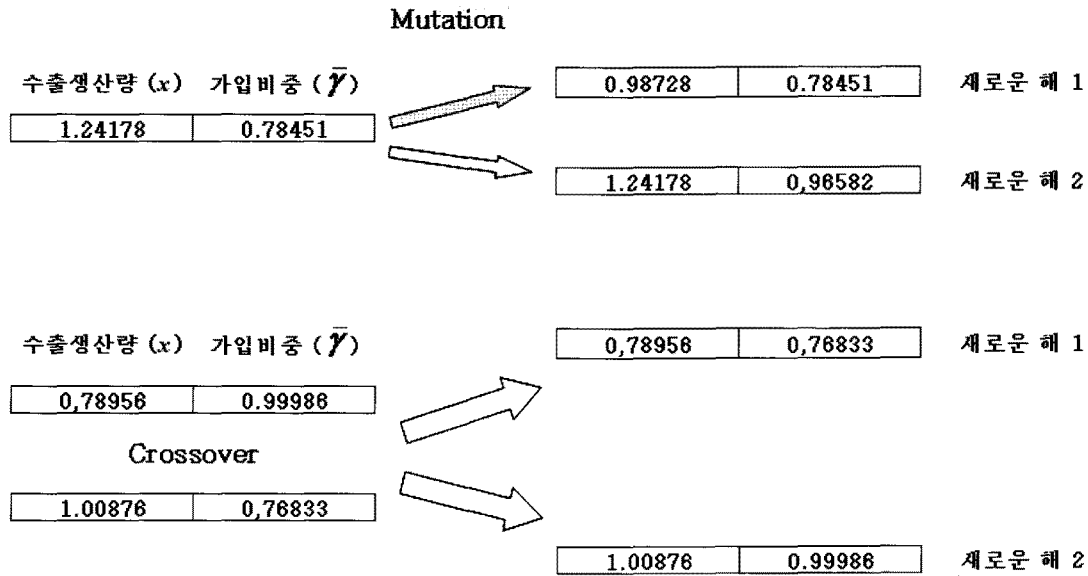 Mutation
수출생산량 (x) 가입비중 (γ̄)
1.24178 0.78451
0.98728 0.78451 새로운 해 1
1.24178 0,96582 새로운 해 2
수출생산량 (x) 가입비중 (γ̄)
0,78956 0.99986
Crossover
1.00876 0,76833
0,78956 0,76833 새로운 해 1
1.00876 0.99986 새로운 해 2